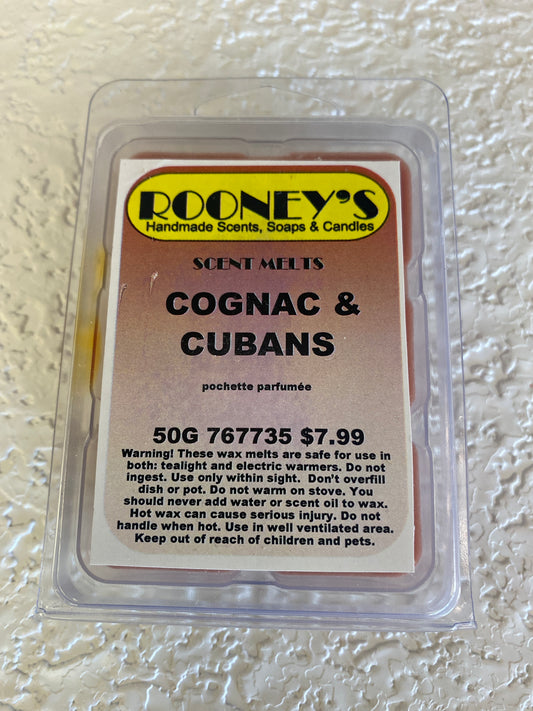 ROONEY'S
Handmade Scents, Soaps & Candles
SCENT MELTS
COGNAC &
CUBANS
pochette parfumée
50G 767735 $7.99
Warning! These wax melts are safe for use in
both: tealight and electric warmers. Do not
ingest. Use only within sight. Don't overfill
dish or pot. Do not warm on stove. You
should never add water or scent oil to wax.
Hot wax can cause serious injury. Do not
handle when hot. Use in well ventilated area.
Keep out of reach of children and pets.